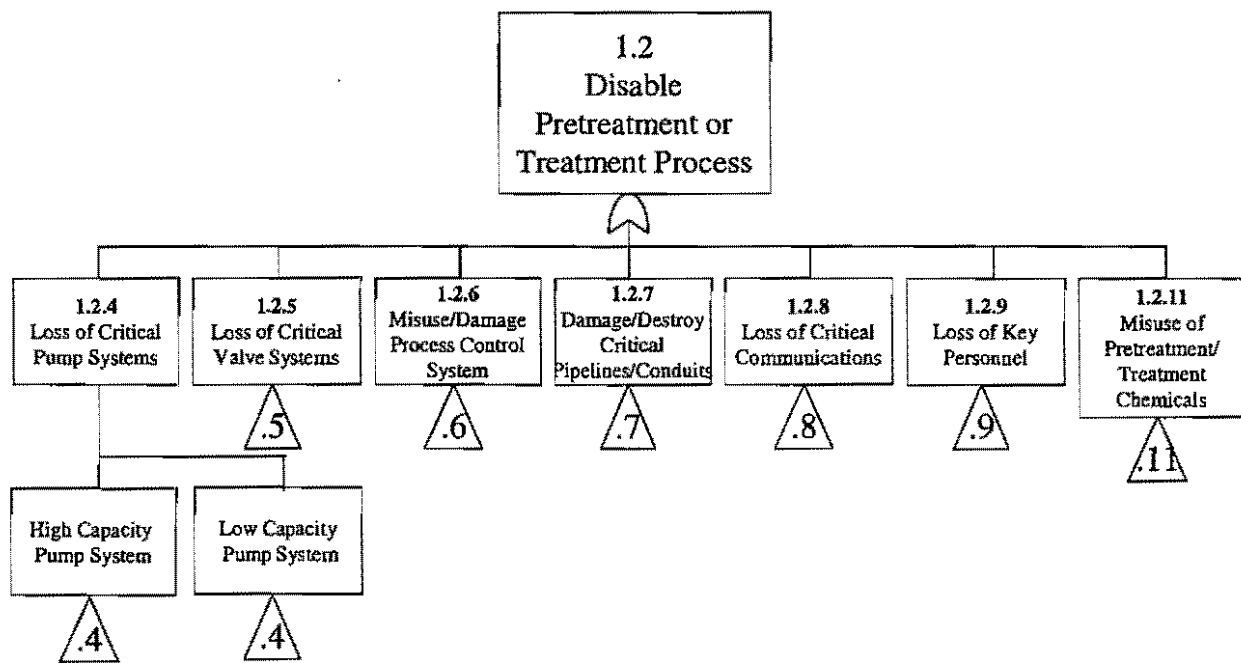 1.2
Disable
Pretreatment or
Treatment Process
1.2.4
Loss of Critical
Pump Systems
1.2.5
Loss of Critical
Valve Systems
1.2.6
Misuse/Damage
Process Control
System
1.2.7
Damage/Destroy
Critical
Pipelines/Conduits
1.2.8
Loss of Critical
Communications
1.2.9
Loss of Key
Personnel
1.2.11
Misuse of
Pretreatment/
Treatment
Chemicals
.5
.6
.7
.8
.9
.11
High Capacity
Pump System
Low Capacity
Pump System
.4
.4